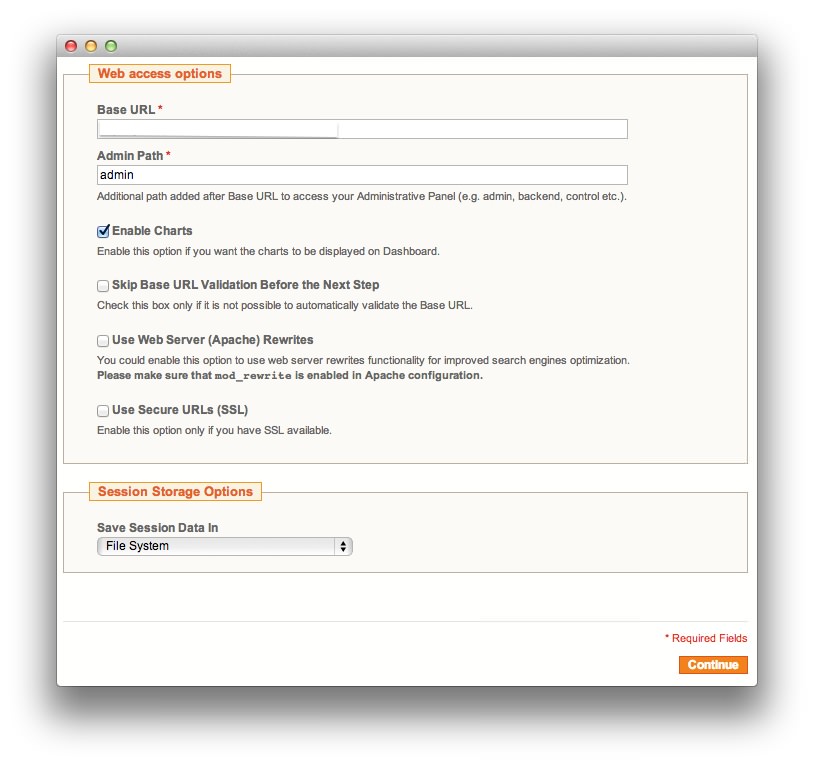 Web access options
Base URL *
Admin Path *
admin
Additional path added after Base URL to access your Administrative Panel (e.g. admin, backend, control etc.).
Enable Charts
Enable this option if you want the charts to be displayed on Dashboard.
Skip Base URL Validation Before the Next Step
Check this box only if it is not possible to automatically validate the Base URL.
Use Web Server (Apache) Rewrites
You could enable this option to use web server rewrites functionality for improved search engines optimization.
Please make sure that mod_rewrite is enabled in Apache configuration.
Use Secure URLs (SSL)
Enable this option only if you have SSL available.
Session Storage Options
Save Session Data In
File System
* Required Fields
Continue